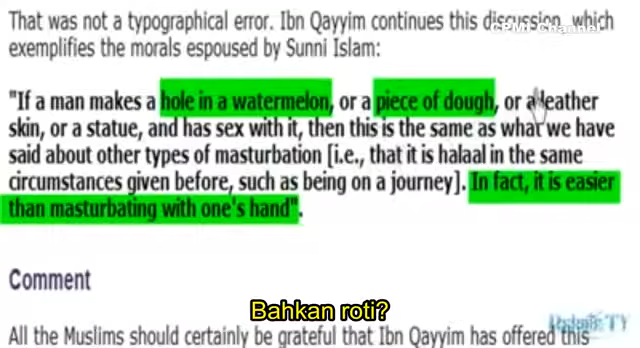 That was not a typographical error. Ibn Qayyim continues this discussion, which
CPMI Channel
exemplifies the morals espoused by Sunni Islam:
"If a man makes a hole in a watermelon, or a piece of dough, or a leather
skin, or a statue, and has sex with it, then this is the same as what we have
said about other types of masturbation [i.e., that it is halaal in the same
circumstances given before, such as being on a journey]. In fact, it is easier
than masturbating with one's hand".
Comment
Bahkan roti?
All the Muslims should certainly be grateful that Ibn Qayyim has offered this